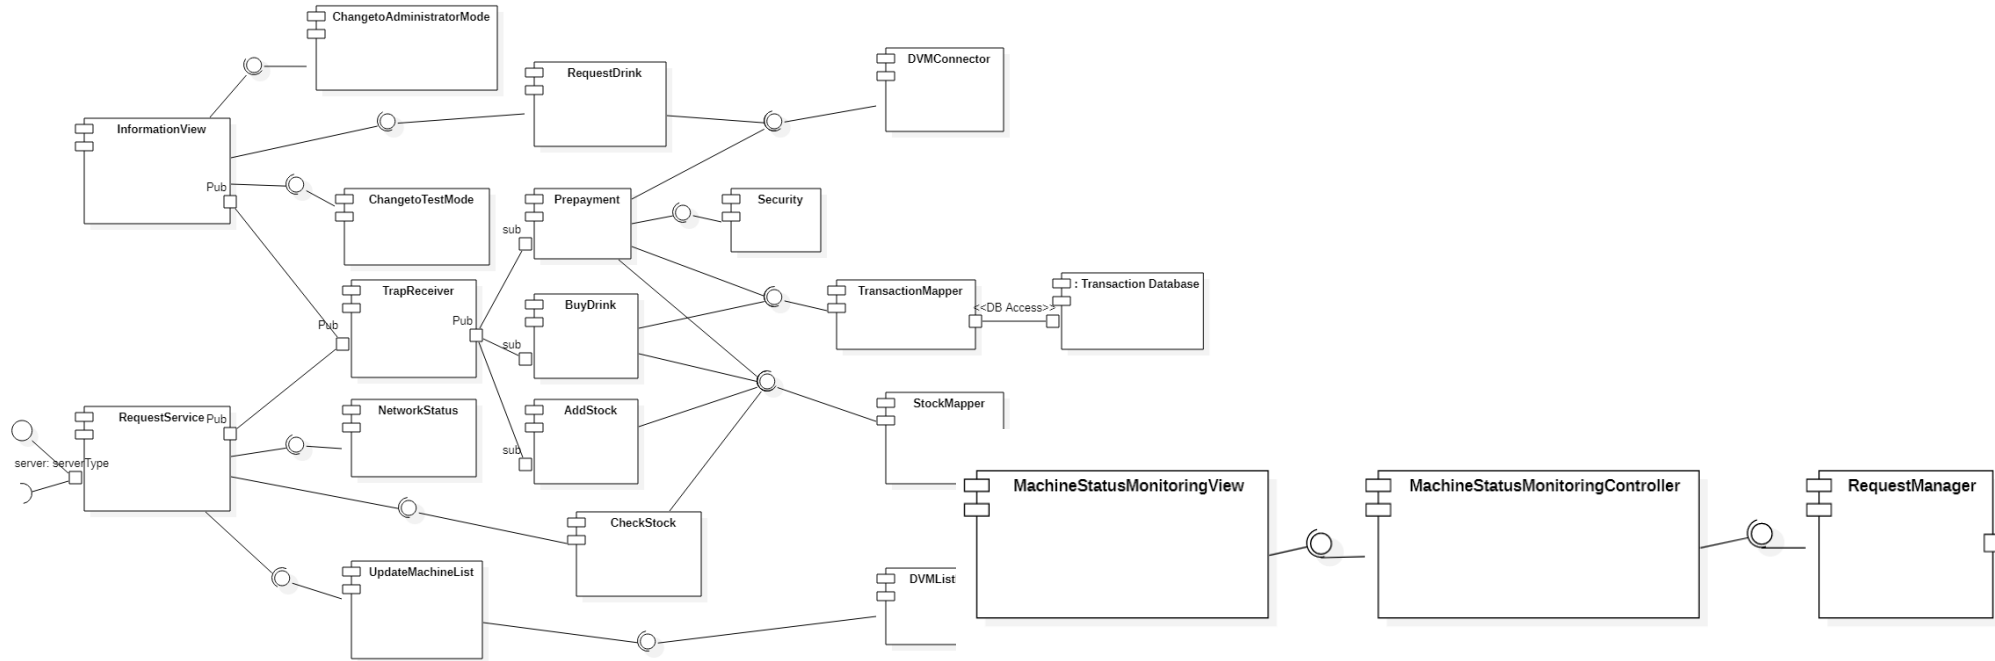 ChangetoAdministratorMode
DVMConnector
RequestDrink
InformationView
Pub
ChangetoTestMode
Prepayment
Security
sub
TrapReceiver
TransactionMapper
: Transaction Database
BuyDrink
<<DB Access>>
Pub
Pub
sub
RequestService
Pub
NetworkStatus
AddStock
StockMapper
sub
server: serverType
MachineStatusMonitoringView
MachineStatusMonitoringController
RequestManager
CheckStock
UpdateMachineList
DVMList